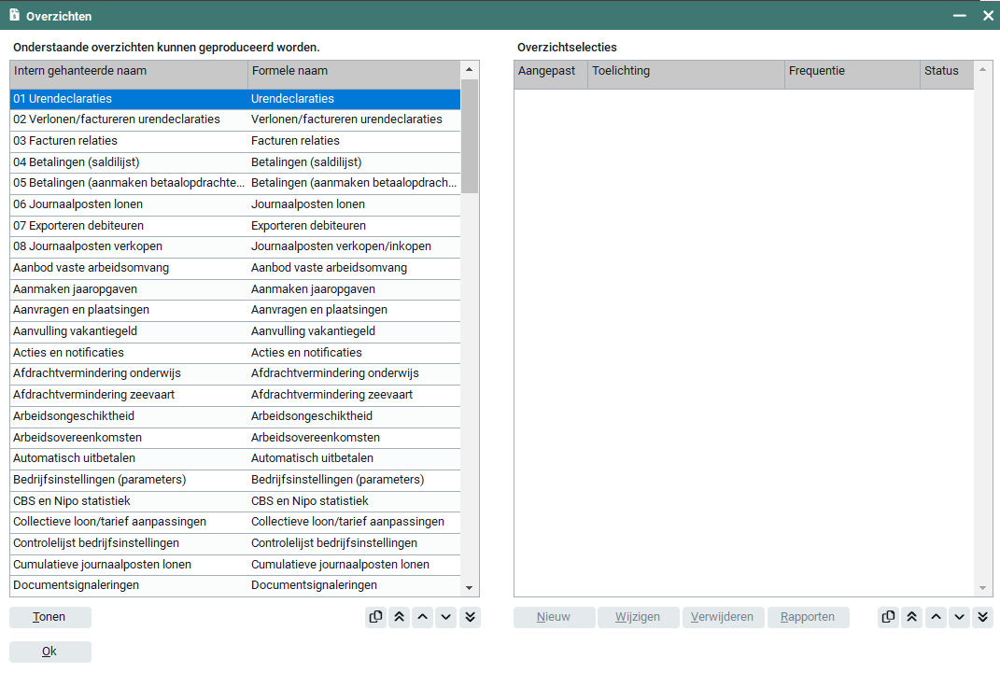 Overzichten
Onderstaande overzichten kunnen geproduceerd worden.
Intern gehanteerde naam Formele naam
01 Urendeclaraties Urendeclaraties
02 Verlonen/factureren urendeclaraties Verlonen/factureren urendeclaraties
03 Facturen relaties Facturen relaties
04 Betalingen (saldilijst) Betalingen (saldilijst)
05 Betalingen (aanmaken betaalopdrachte... Betalingen (aanmaken betaalopdrach...
06 Journaalposten lonen Journaalposten lonen
07 Exporteren debiteuren Exporteren debiteuren
08 Journaalposten verkopen Journaalposten verkopen/inkopen
Aanbod vaste arbeidsomvang Aanbod vaste arbeidsomvang
Aanmaken jaaropgaven Aanmaken jaaropgaven
Aanvragen en plaatsingen Aanvragen en plaatsingen
Aanvulling vakantiegeld Aanvulling vakantiegeld
Acties en notificaties Acties en notificaties
Afdrachtvermindering onderwijs Afdrachtvermindering onderwijs
Afdrachtvermindering zeevaart Afdrachtvermindering zeevaart
Arbeidsongeschiktheid Arbeidsongeschiktheid
Arbeidsovereenkomsten Arbeidsovereenkomsten
Automatisch uitbetalen Automatisch uitbetalen
Bedrijfsinstellingen (parameters) Bedrijfsinstellingen (parameters)
CBS en Nipo statistiek CBS en Nipo statistiek
Collectieve loon/tarief aanpassingen Collectieve loon/tarief aanpassingen
Controlelijst bedrijfsinstellingen Controlelijst bedrijfsinstellingen
Cumulatieve journaalposten lonen Cumulatieve journaalposten lonen
Documentsignaleringen Documentsignaleringen
Tonen
Ok
Overzichtselecties
Aangepast Toelichting Frequentie Status
Nieuw Wijzigen Verwijderen Rapporten